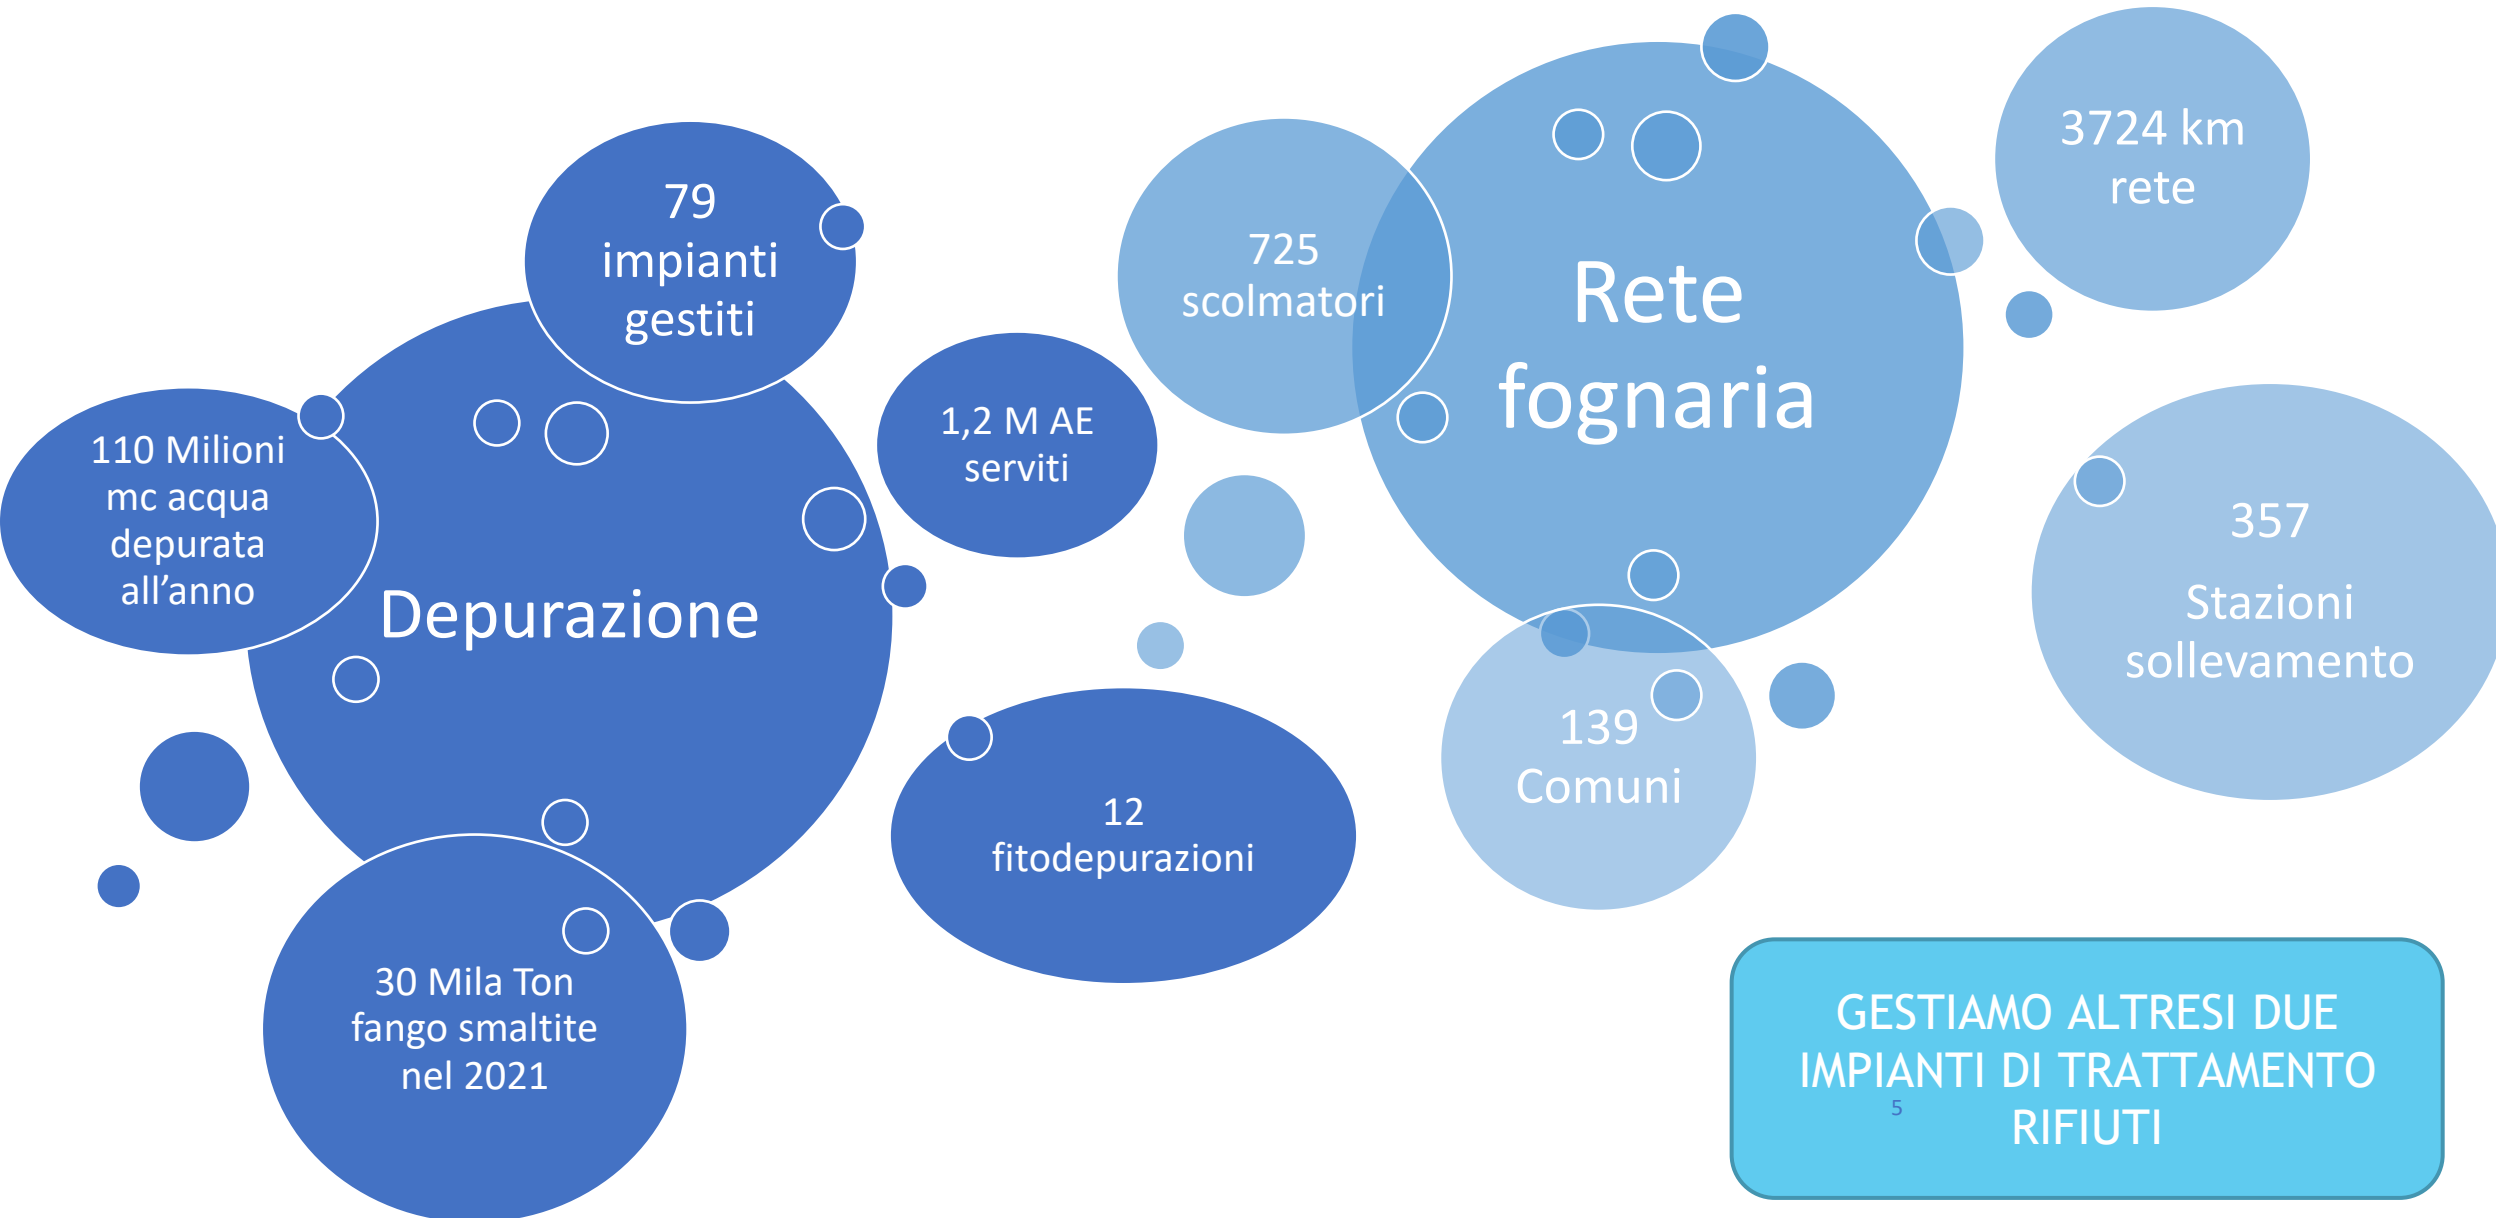 79
impianti
gestiti
110 Milioni
mc acqua
depurata
all’anno
Depurazione
1,2 M AE
serviti
12
fitodepurazioni
30 Mila Ton
fango smaltite
nel 2021
725
scolmatori
Rete
fognaria
3724 km
rete
357
Stazioni
sollevamento
139
Comuni
GESTIAMO ALTRESI DUE
IMPIANTI DI TRATTAMENTO
RIFIUTI
5